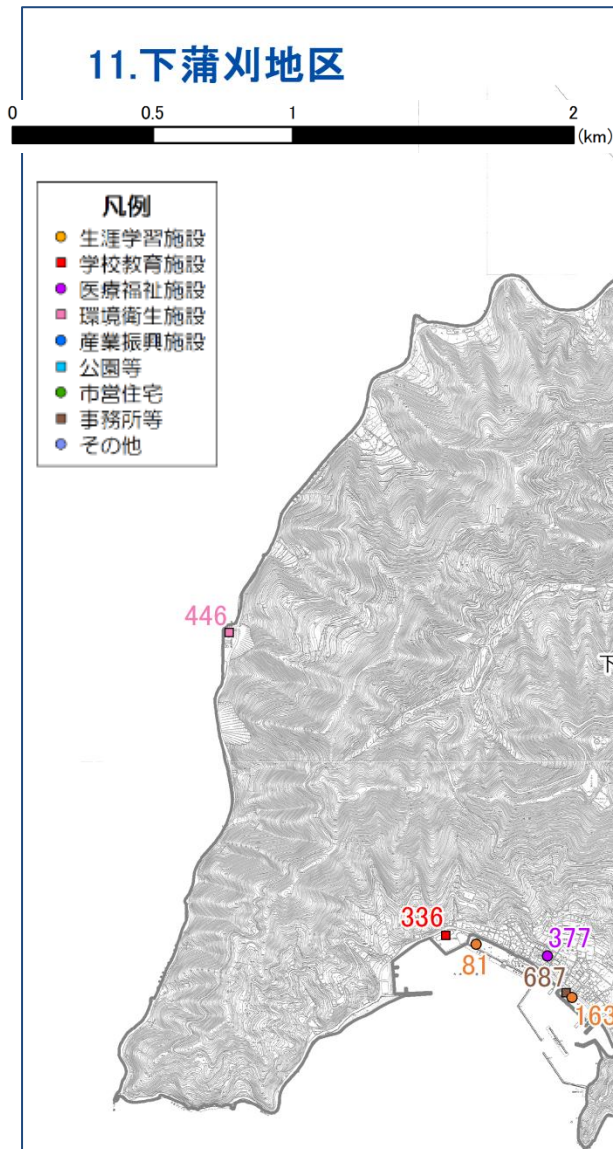 11.下蒲刈地区
0 0.5 1 2
(km)
凡例
生涯学習施設
学校教育施設
医療福祉施設
環境衛生施設
産業振興施設
公園等
市営住宅
事務所等
その他
446
下
336
377
81
687
163